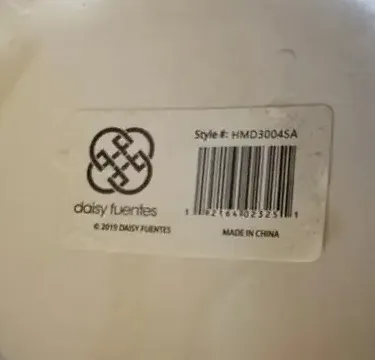 Style #: HMD3004SA
daisy fuentes
© 2019 DAISY FUENTES
MADE IN CHINA